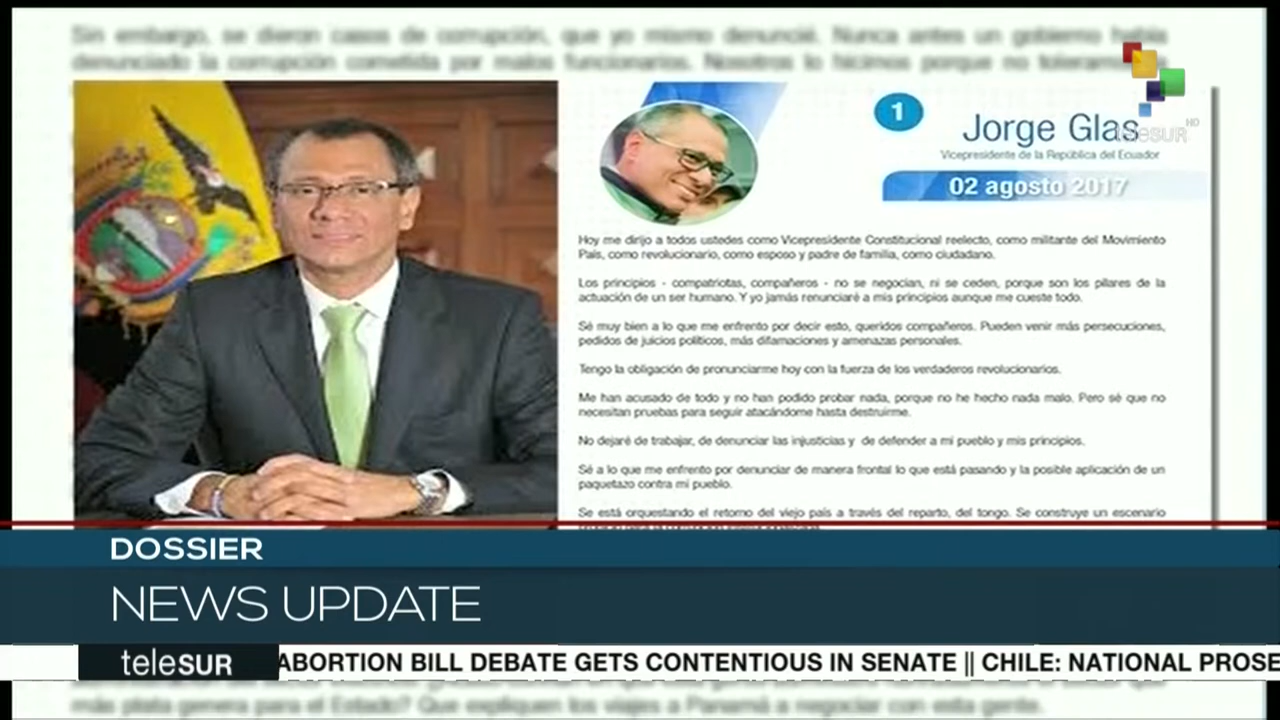 Sin embargo, se dieron casos de corrupción, que yo mismo denuncié. Nunca antes un gobierno había
denunciado la corrupción cometida por malos funcionarios. Nosotros lo hicimos porque no
teleSUR HD
1
Jorge Glas
Vicepresidente de la República del Ecuador
02 agosto 2017
Hoy me dirijo a todos ustedes como Vicepresidente Constitucional reelecto, como militante del Movimiento
País, como revolucionario, como esposo y padre de familia, como ciudadano.
Los principios - compatriotas, compañeros - no se negocian, ni se ceden, porque son los pilares de la
actuación de un ser humano. Y yo jamás renunciaré a mis principios aunque me cueste todo.
Sé muy bien a lo que me enfrento por decir esto, queridos compañeros. Pueden venir más persecuciones,
pedidos de juicios políticos, más difamaciones y amenazas personales.
Tengo la obligación de pronunciarme hoy con la fuerza de los verdaderos revolucionarios.
Me han acusado de todo y no han podido probar nada, porque no he hecho nada malo. Pero sé que no
necesitan pruebas para seguir atacándome hasta destruirme.
No dejaré de trabajar, de denunciar las injusticias y de defender a mi pueblo y mis principios.
Sé a lo que me enfrento por denunciar de manera frontal lo que está pasando y la posible aplicación de un
paquetazo contra mi pueblo.
Se está orquestando el retorno del viejo país a través del reparto, del tongo. Se construye un escenario
DOSSIER
NEWS UPDATE
teleSUR
ABORTION BILL DEBATE GETS CONTENTIOUS IN SENATE || CHILE: NATIONAL PROSE
más plata genera para el Estado? Que expliquen los viajes a Panamá a negociar con esta gente.